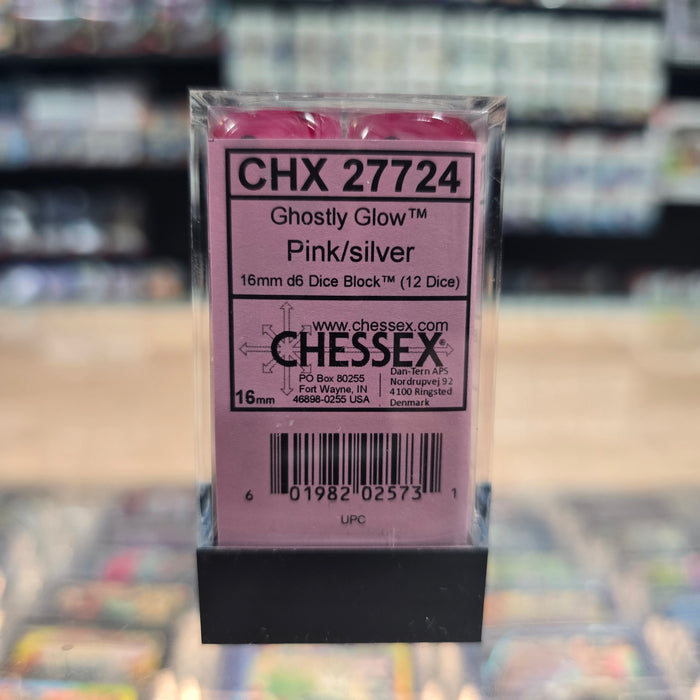 CHX 27724
Ghostly Glow™
Pink/silver
16mm d6 Dice Block™ (12 Dice)
www.chessex.com
CHESSEX®
PO Box 80255
Fort Wayne, IN
46898-0255 USA
Dan-Tern APS
Nordrupvej 92
4100 Ringsted
Denmark
16mm
6 01982 02573 1
UPC